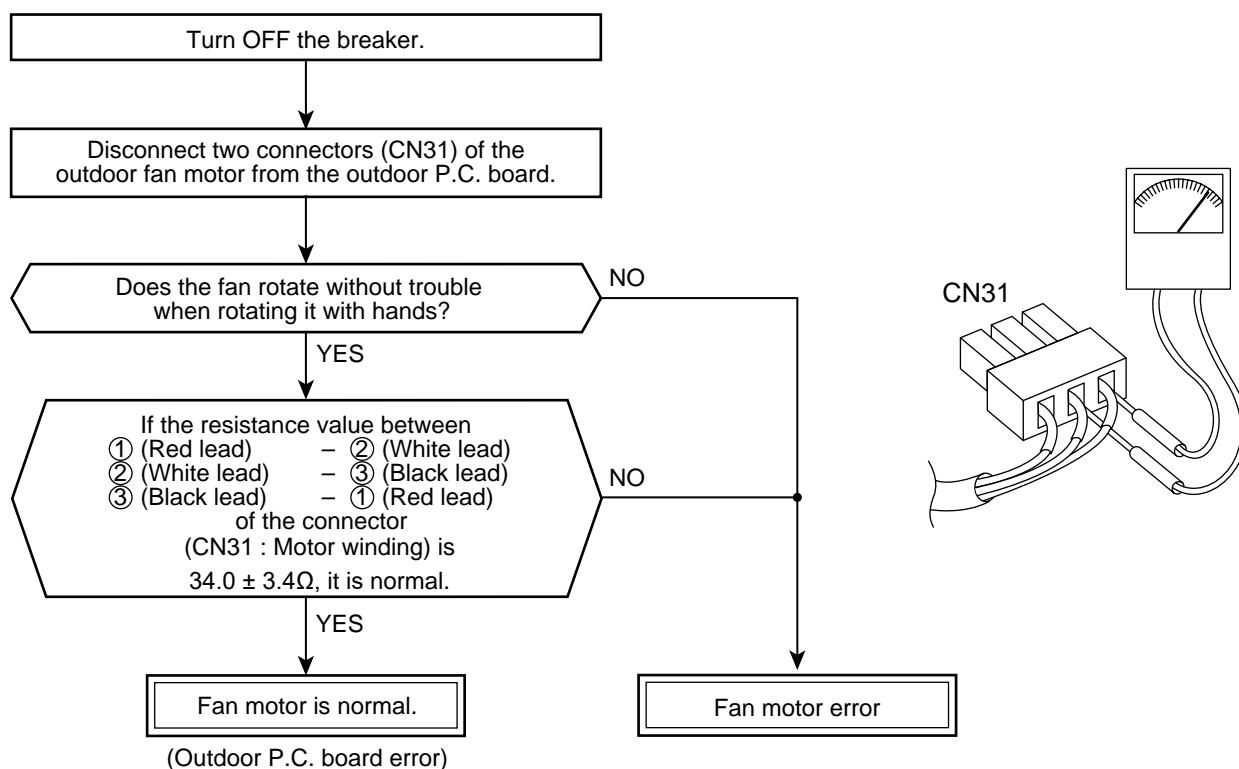 Turn OFF the breaker.
Disconnect two connectors (CN31) of the
outdoor fan motor from the outdoor P.C. board.
Does the fan rotate without trouble
when rotating it with hands?
NO
YES
If the resistance value between
① (Red lead) – ② (White lead)
② (White lead) – ③ (Black lead)
③ (Black lead) – ① (Red lead)
of the connector
(CN31 : Motor winding) is
34.0 ± 3.4Ω, it is normal.
NO
YES
Fan motor is normal.
(Outdoor P.C. board error)
Fan motor error
CN31